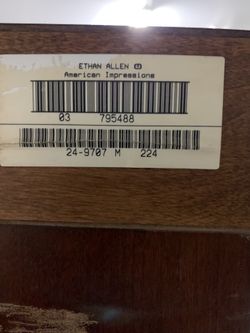 ETHAN ALLEN
American Impressions
03 795488
24-9707 M 224